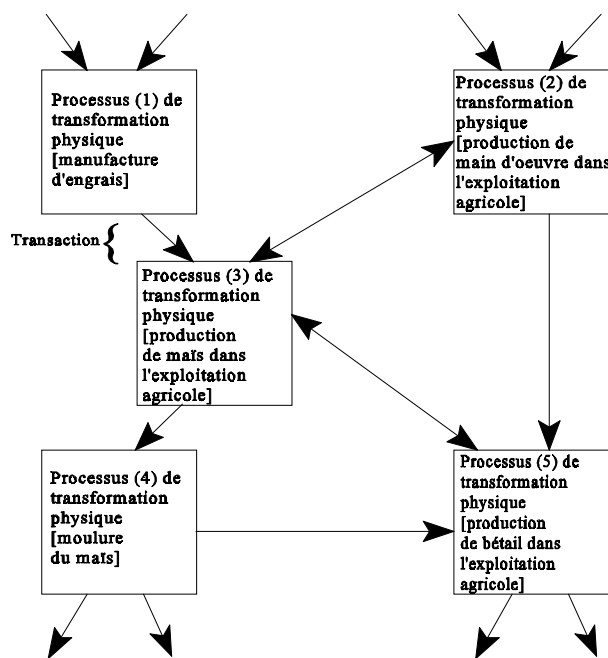 Processus (1) de
transformation
physique
[manufacture
d'engrais]
Processus (2) de
transformation
physique
[production de
main d'oeuvre dans
l'exploitation
agricole]
Transaction {
Processus (3) de
transformation
physique
[production
de maïs dans
l'exploitation
agricole]
Processus (4) de
transformation
physique
[moulure
du maïs]
Processus (5) de
transformation
physique
[production
de bétail dans
l'exploitation
agricole]